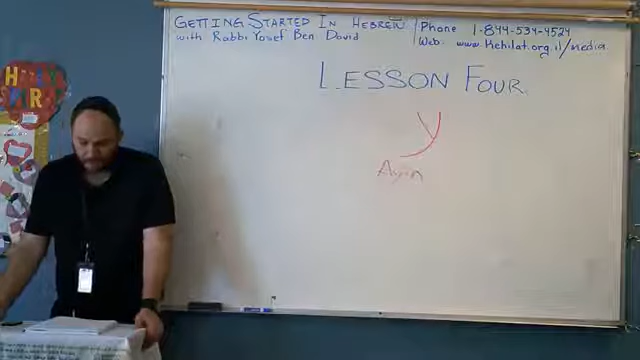 GETTING STARTED IN HEBREW
with Rabbi Yosef Ben David
Phone 1-844-534-4524
Web: www.Kehilat.org.il/media
LESSON FOUR
ע
Ayin